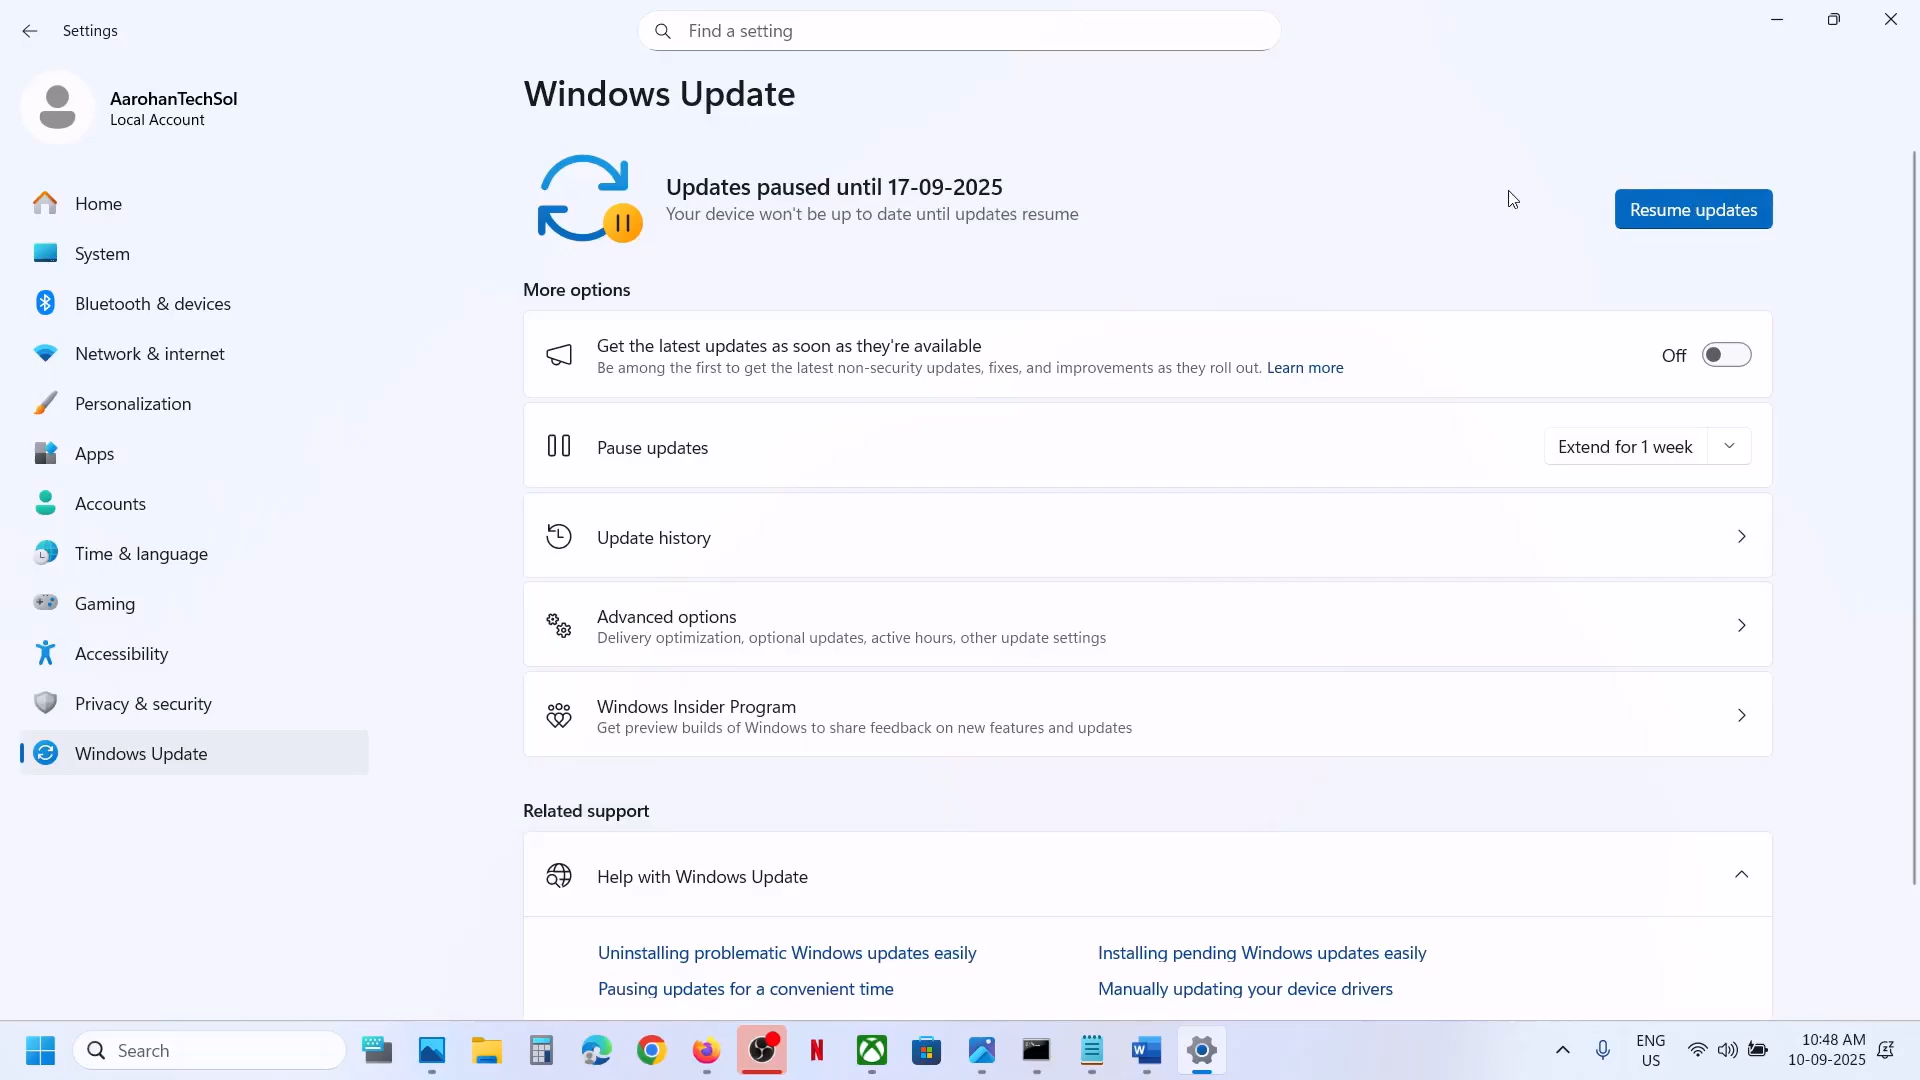 Settings
Find a setting
AarohanTechSol
Local Account
Home
System
Bluetooth & devices
Network & internet
Personalization
Apps
Accounts
Time & language
Gaming
Accessibility
Privacy & security
Windows Update
Windows Update
Updates paused until 17-09-2025
Your device won't be up to date until updates resume
Resume updates
More options
Get the latest updates as soon as they're available
Be among the first to get the latest non-security updates, fixes, and improvements as they roll out. Learn more
Off
Pause updates
Extend for 1 week
Update history
Advanced options
Delivery optimization, optional updates, active hours, other update settings
Windows Insider Program
Get preview builds of Windows to share feedback on new features and updates
Related support
Help with Windows Update
Uninstalling problematic Windows updates easily
Installing pending Windows updates easily
Pausing updates for a convenient time
Manually updating your device drivers
Search
ENG
US
10:48 AM
10-09-2025